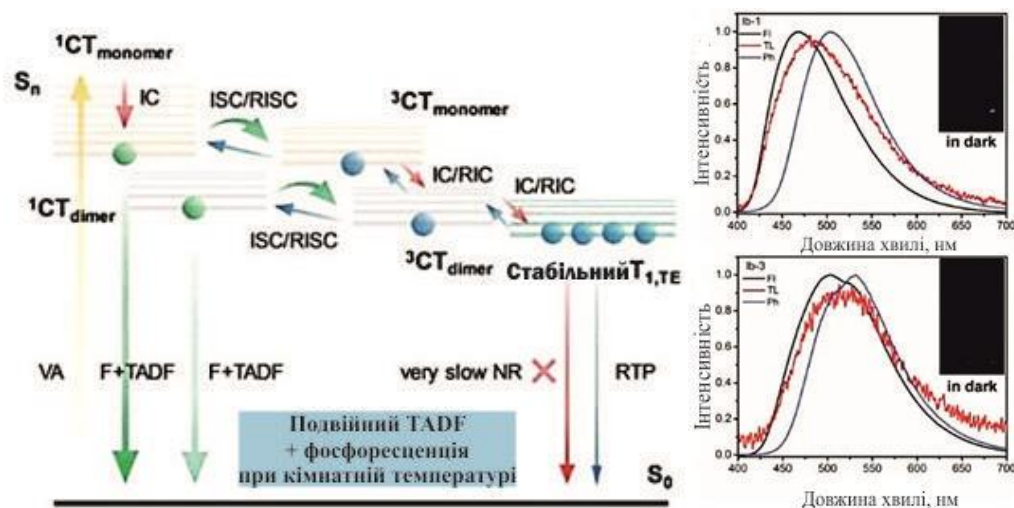 ¹CTmonomer
Sn
IC
ISC/RISC
³CTmonomer
IC/RIC
IC/RIC
¹CTdimer
ISC/RISC
³CTdimer
Стабільний T1,TE
VA
F+TADF
F+TADF
very slow NR
RTP
Подвійний TADF
+ фосфоресценція
при кімнатній температурі
S0
Ib-1
Fl
TL
Ph
in dark
Інтенсивність
1.0
0.8
0.6
0.4
0.2
0.0
400 450 500 550 600 650 700
Довжина хвилі, нм
Ib-3
Fl
TL
Ph
in dark
Інтенсивність
1.0
0.8
0.6
0.4
0.2
0.0
400 450 500 550 600 650 700
Довжина хвилі, нм